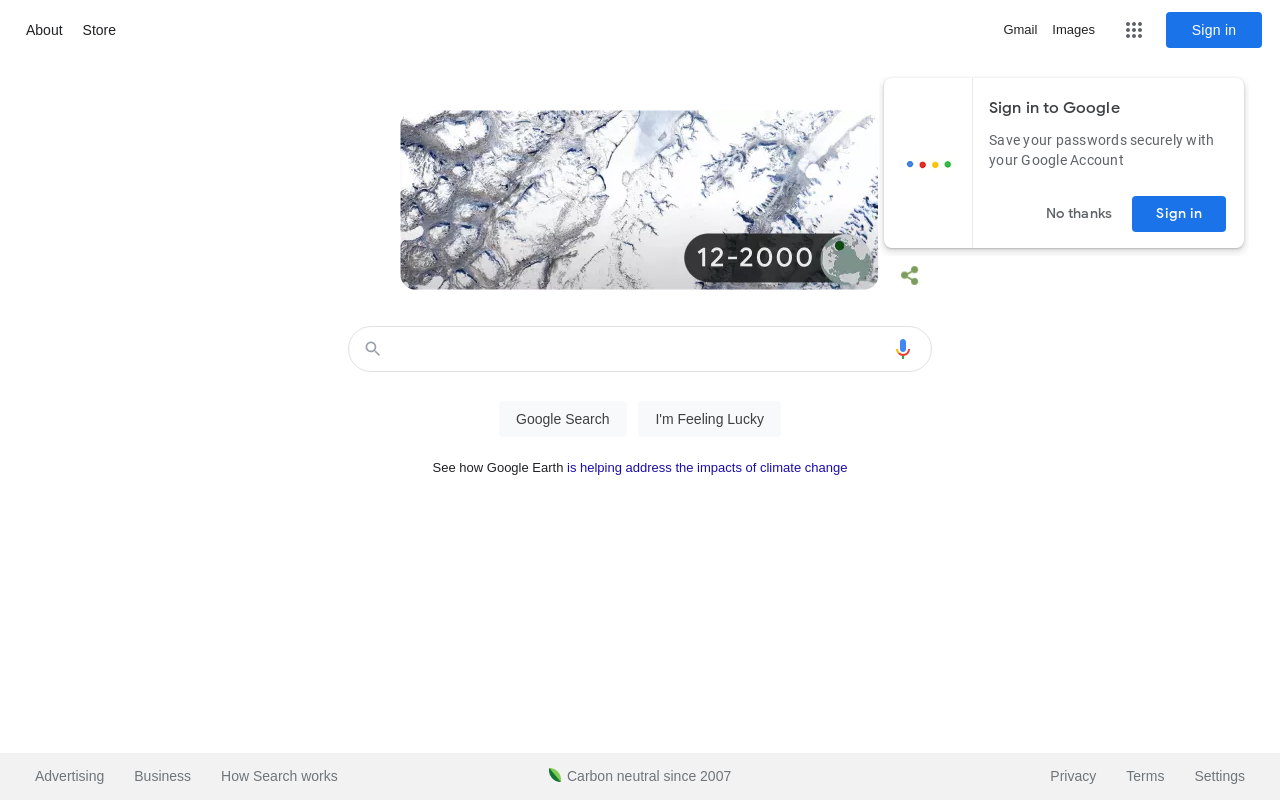 About Store
Gmail Images
Sign in
Sign in to Google
Save your passwords securely with
your Google Account
No thanks
Sign in
12-2000
Google Search
I'm Feeling Lucky
See how Google Earth is helping address the impacts of climate change
Advertising Business How Search works
Carbon neutral since 2007
Privacy Terms Settings